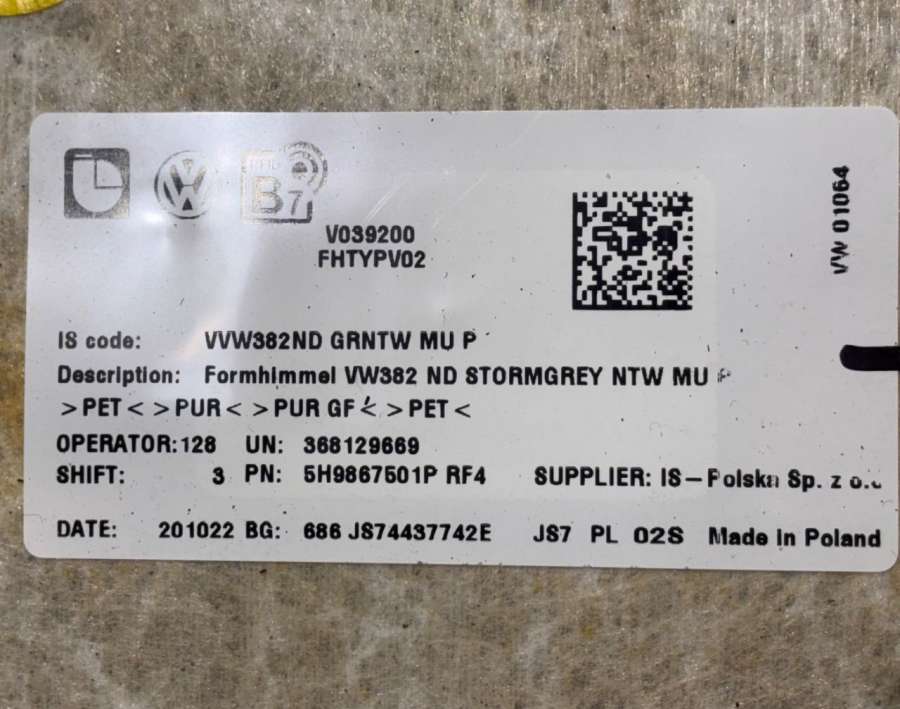 B7
V039200
FHTYPV02
VW 01064
IS code: VVW382ND GRNTW MU P
Description: Formhimmel VW382 ND STORMGREY NTW MU
>PET< >PUR< >PUR GF< >PET<
OPERATOR:128 UN: 368129669
SHIFT: 3 PN: 5H9867501P RF4 SUPPLIER: IS-Polska Sp. z o.o
DATE: 201022 BG: 686 JS74437742E JS7 PL 02S Made in Poland